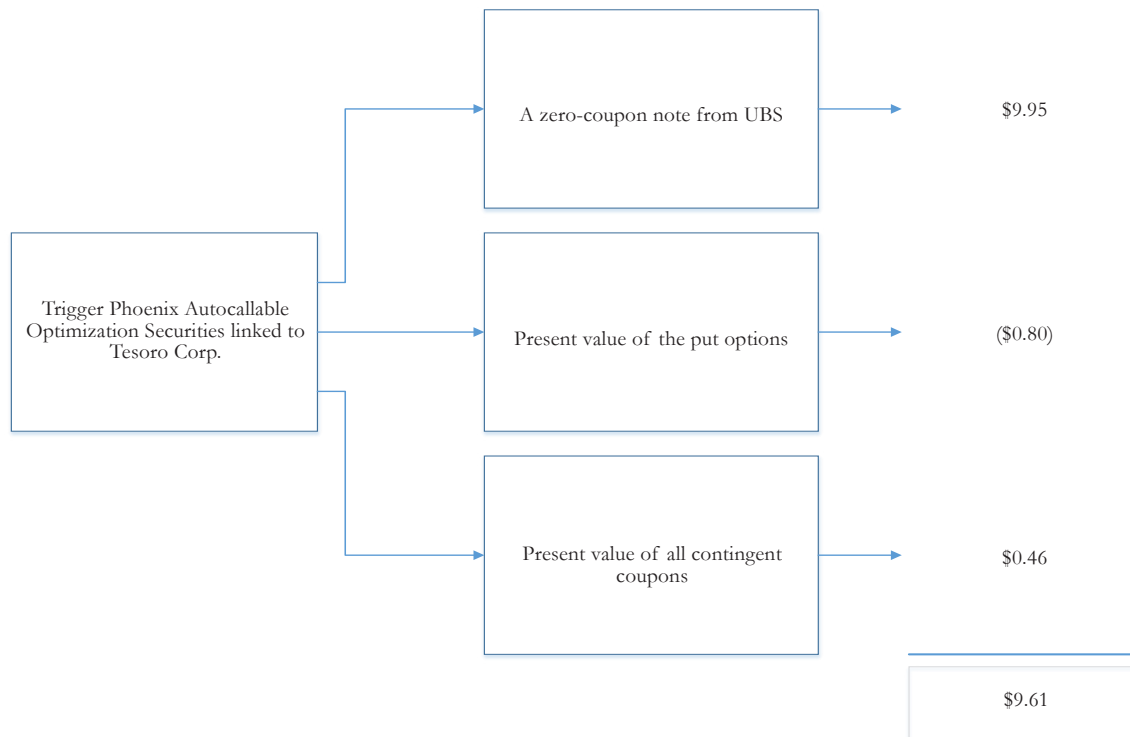 A zero-coupon note from UBS
$9.95
Trigger Phoenix Autocallable
Optimization Securities linked to
Tesoro Corp.
Present value of the put options
($0.80)
Present value of all contingent
coupons
$0.46
$9.61